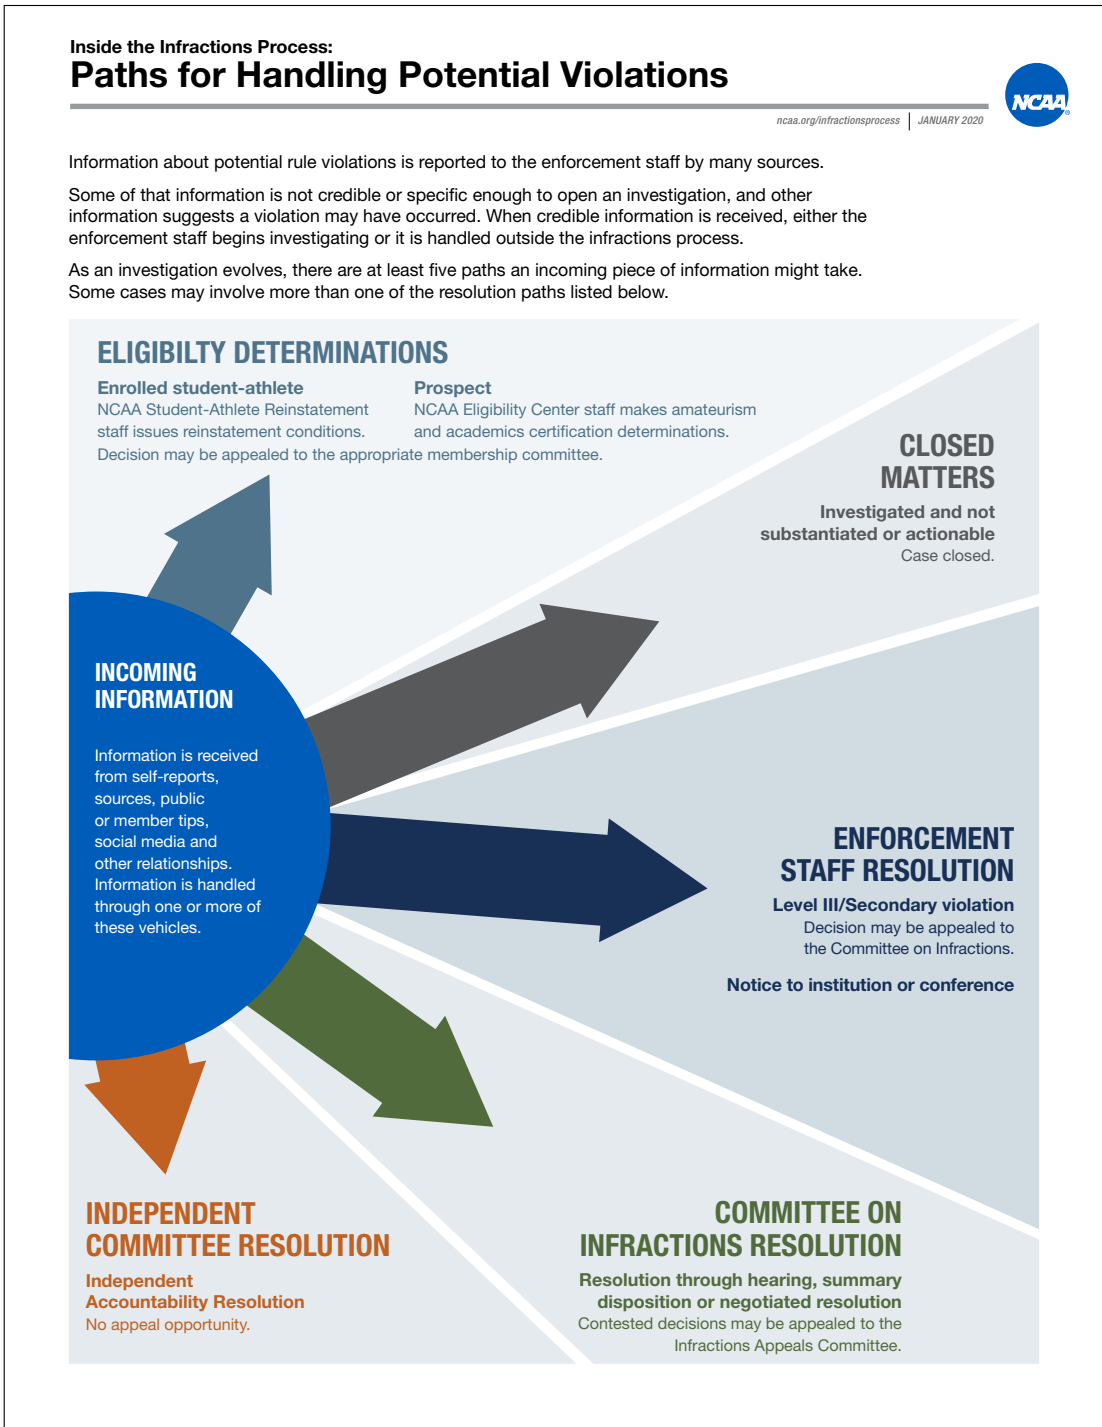 Inside the Infractions Process:
Paths for Handling Potential Violations
NCAA®
ncaa.org/infractionsprocess | JANUARY 2020
Information about potential rule violations is reported to the enforcement staff by many sources.
Some of that information is not credible or specific enough to open an investigation, and other
information suggests a violation may have occurred. When credible information is received, either the
enforcement staff begins investigating or it is handled outside the infractions process.
As an investigation evolves, there are at least five paths an incoming piece of information might take.
Some cases may involve more than one of the resolution paths listed below.
ELIGIBILTY DETERMINATIONS
Enrolled student-athlete
NCAA Student-Athlete Reinstatement
staff issues reinstatement conditions.
Prospect
NCAA Eligibility Center staff makes amateurism
and academics certification determinations.
Decision may be appealed to the appropriate membership committee.
CLOSED
MATTERS
Investigated and not
substantiated or actionable
Case closed.
INCOMING
INFORMATION
Information is received
from self-reports,
sources, public
or member tips,
social media and
other relationships.
Information is handled
through one or more of
these vehicles.
ENFORCEMENT
STAFF RESOLUTION
Level III/Secondary violation
Decision may be appealed to
the Committee on Infractions.
Notice to institution or conference
INDEPENDENT
COMMITTEE RESOLUTION
Independent
Accountability Resolution
No appeal opportunity.
COMMITTEE ON
INFRACTIONS RESOLUTION
Resolution through hearing, summary
disposition or negotiated resolution
Contested decisions may be appealed to the
Infractions Appeals Committee.